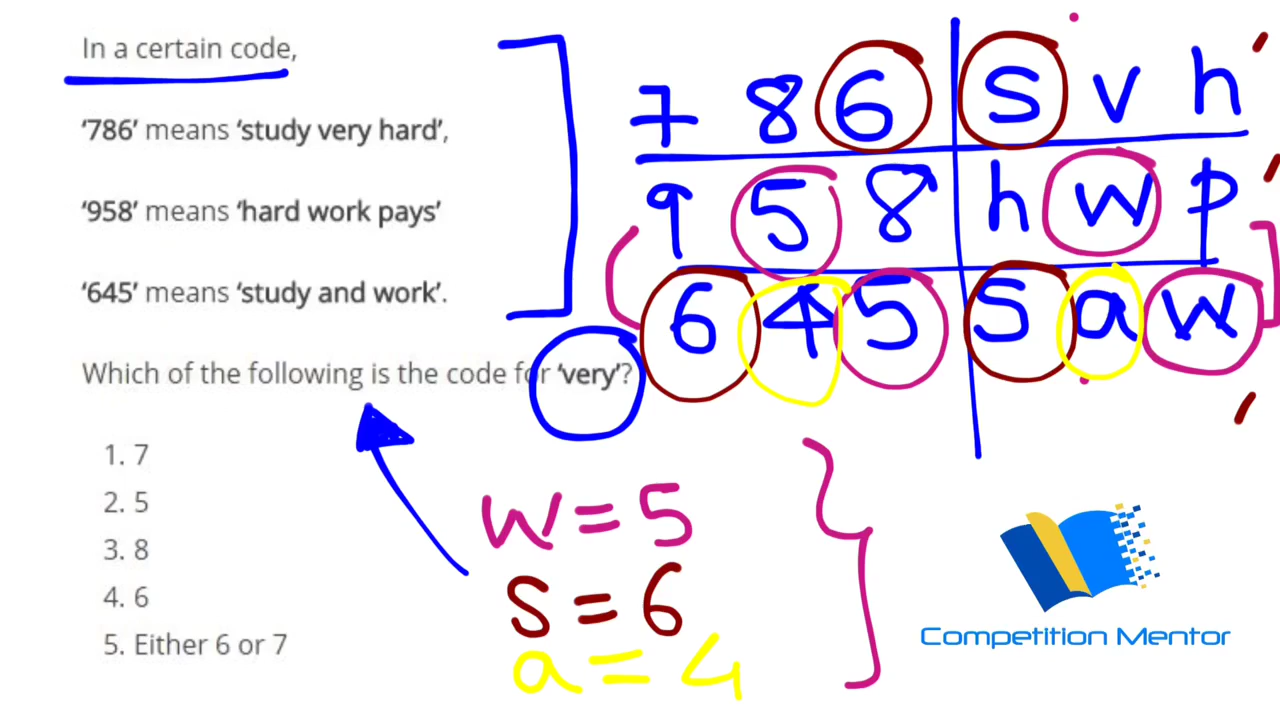 In a certain code,
‘786’ means ‘study very hard’,
‘958’ means ‘hard work pays’
‘645’ means ‘study and work’.
Which of the following is the code for ‘very’?
1. 7
2. 5
3. 8
4. 6
5. Either 6 or 7
7 8 6 s v h
9 5 8 h w p
6 4 5 s a w
w = 5
s = 6
a = 4
Competition Mentor